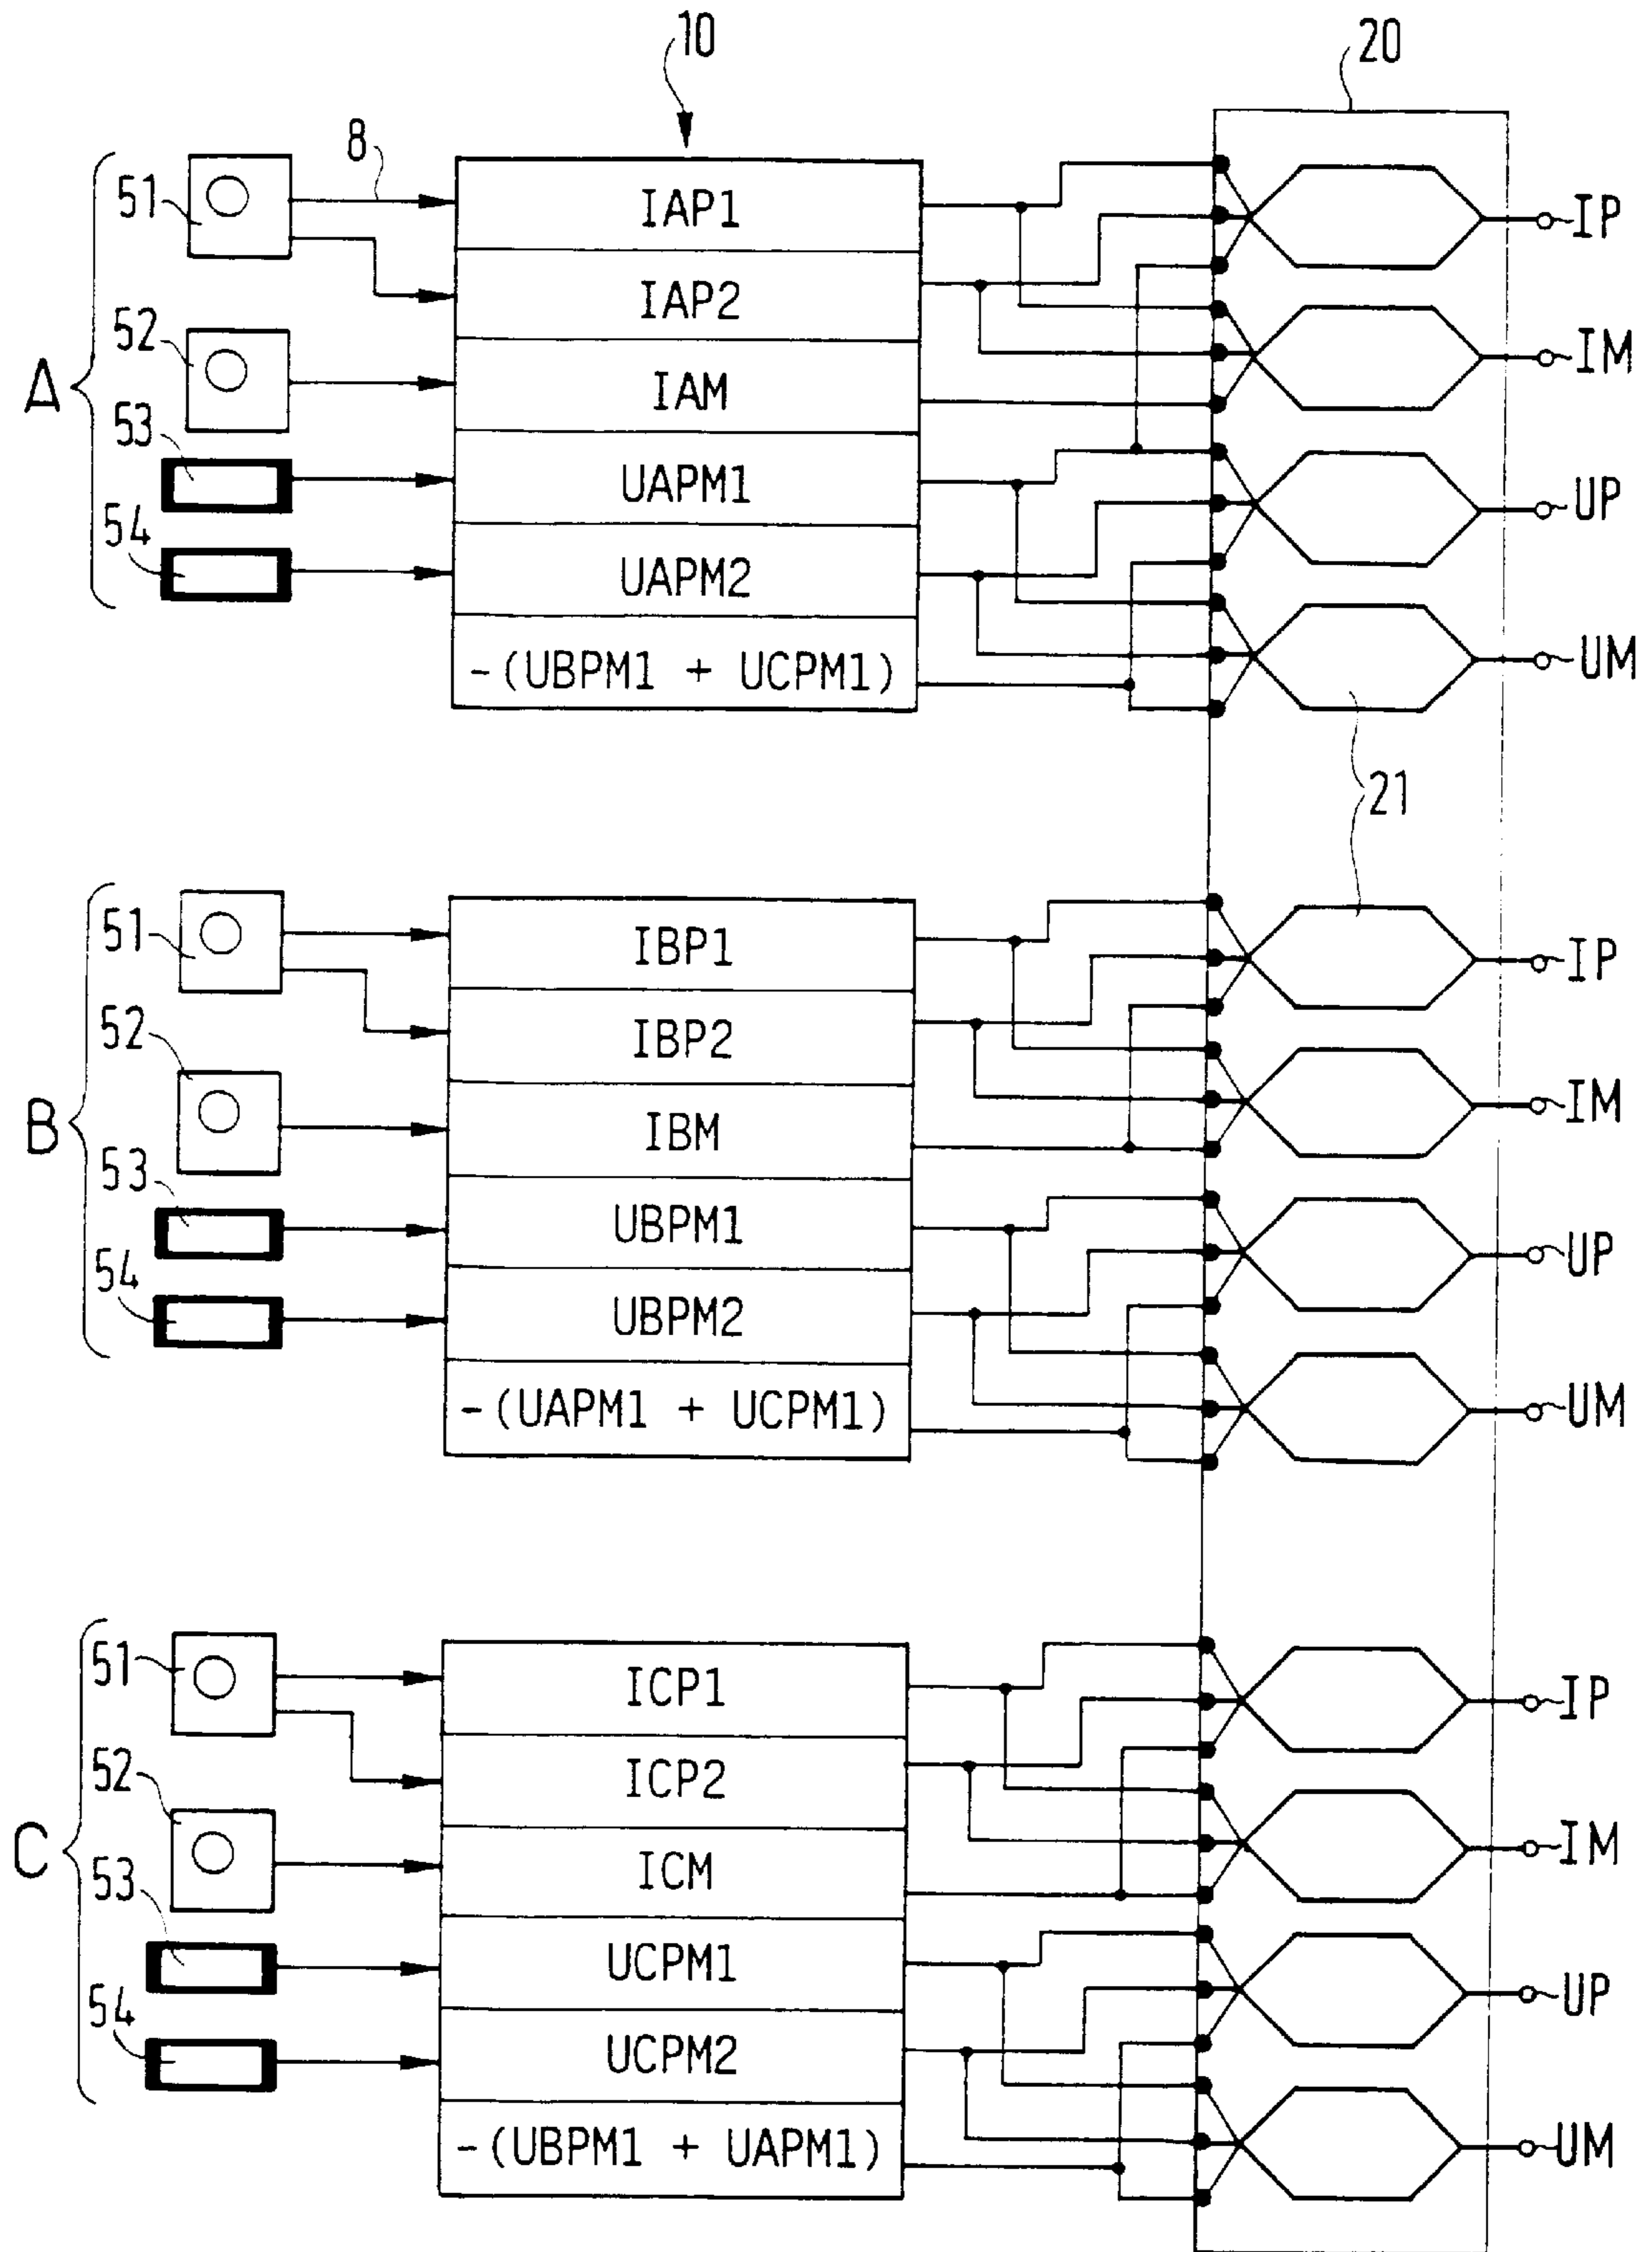 10
20
8
A
51
52
53
54
IAP1
IAP2
IAM
UAPM1
UAPM2
-(UBPM1 + UCPM1)
IP
IM
UP
UM
21
B
51
52
53
54
IBP1
IBP2
IBM
UBPM1
UBPM2
-(UAPM1 + UCPM1)
IP
IM
UP
UM
C
51
52
53
54
ICP1
ICP2
ICM
UCPM1
UCPM2
-(UBPM1 + UAPM1)
IP
IM
UP
UM